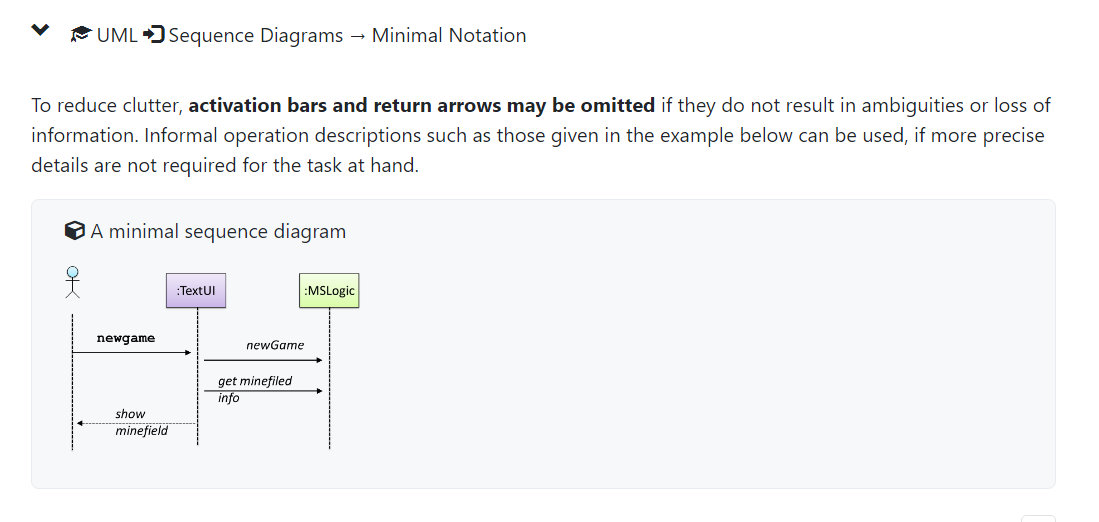 UML Sequence Diagrams → Minimal Notation
To reduce clutter, activation bars and return arrows may be omitted if they do not result in ambiguities or loss of
information. Informal operation descriptions such as those given in the example below can be used, if more precise
details are not required for the task at hand.
A minimal sequence diagram
:TextUI
:MSLogic
newgame
newGame
get minefiled
info
show
minefield